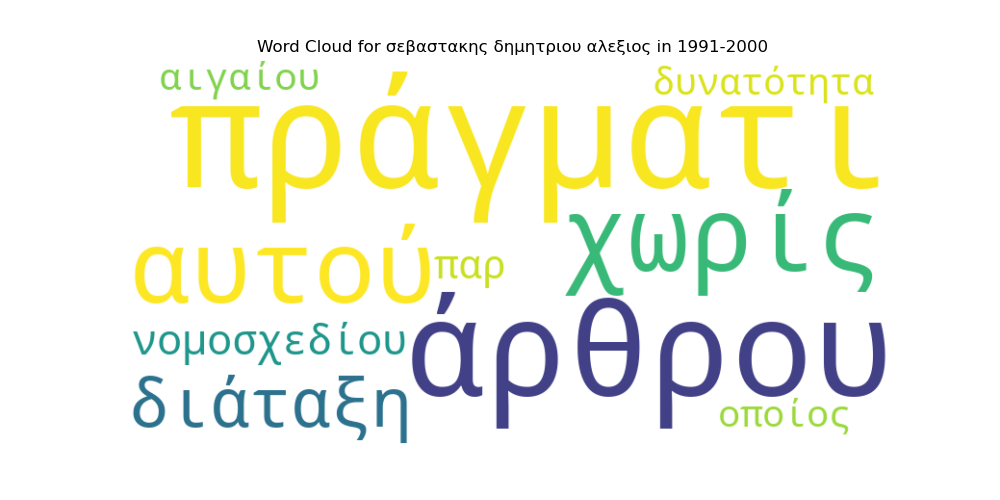 Word Cloud for σεβαστακης δημητριου αλεξιος in 1991-2000
αιγαίου
δυνατότητα
πράγματι
χωρίς
αυτού
παρ
νομοσχεδίου
άρθρου
διάταξη
οποίος